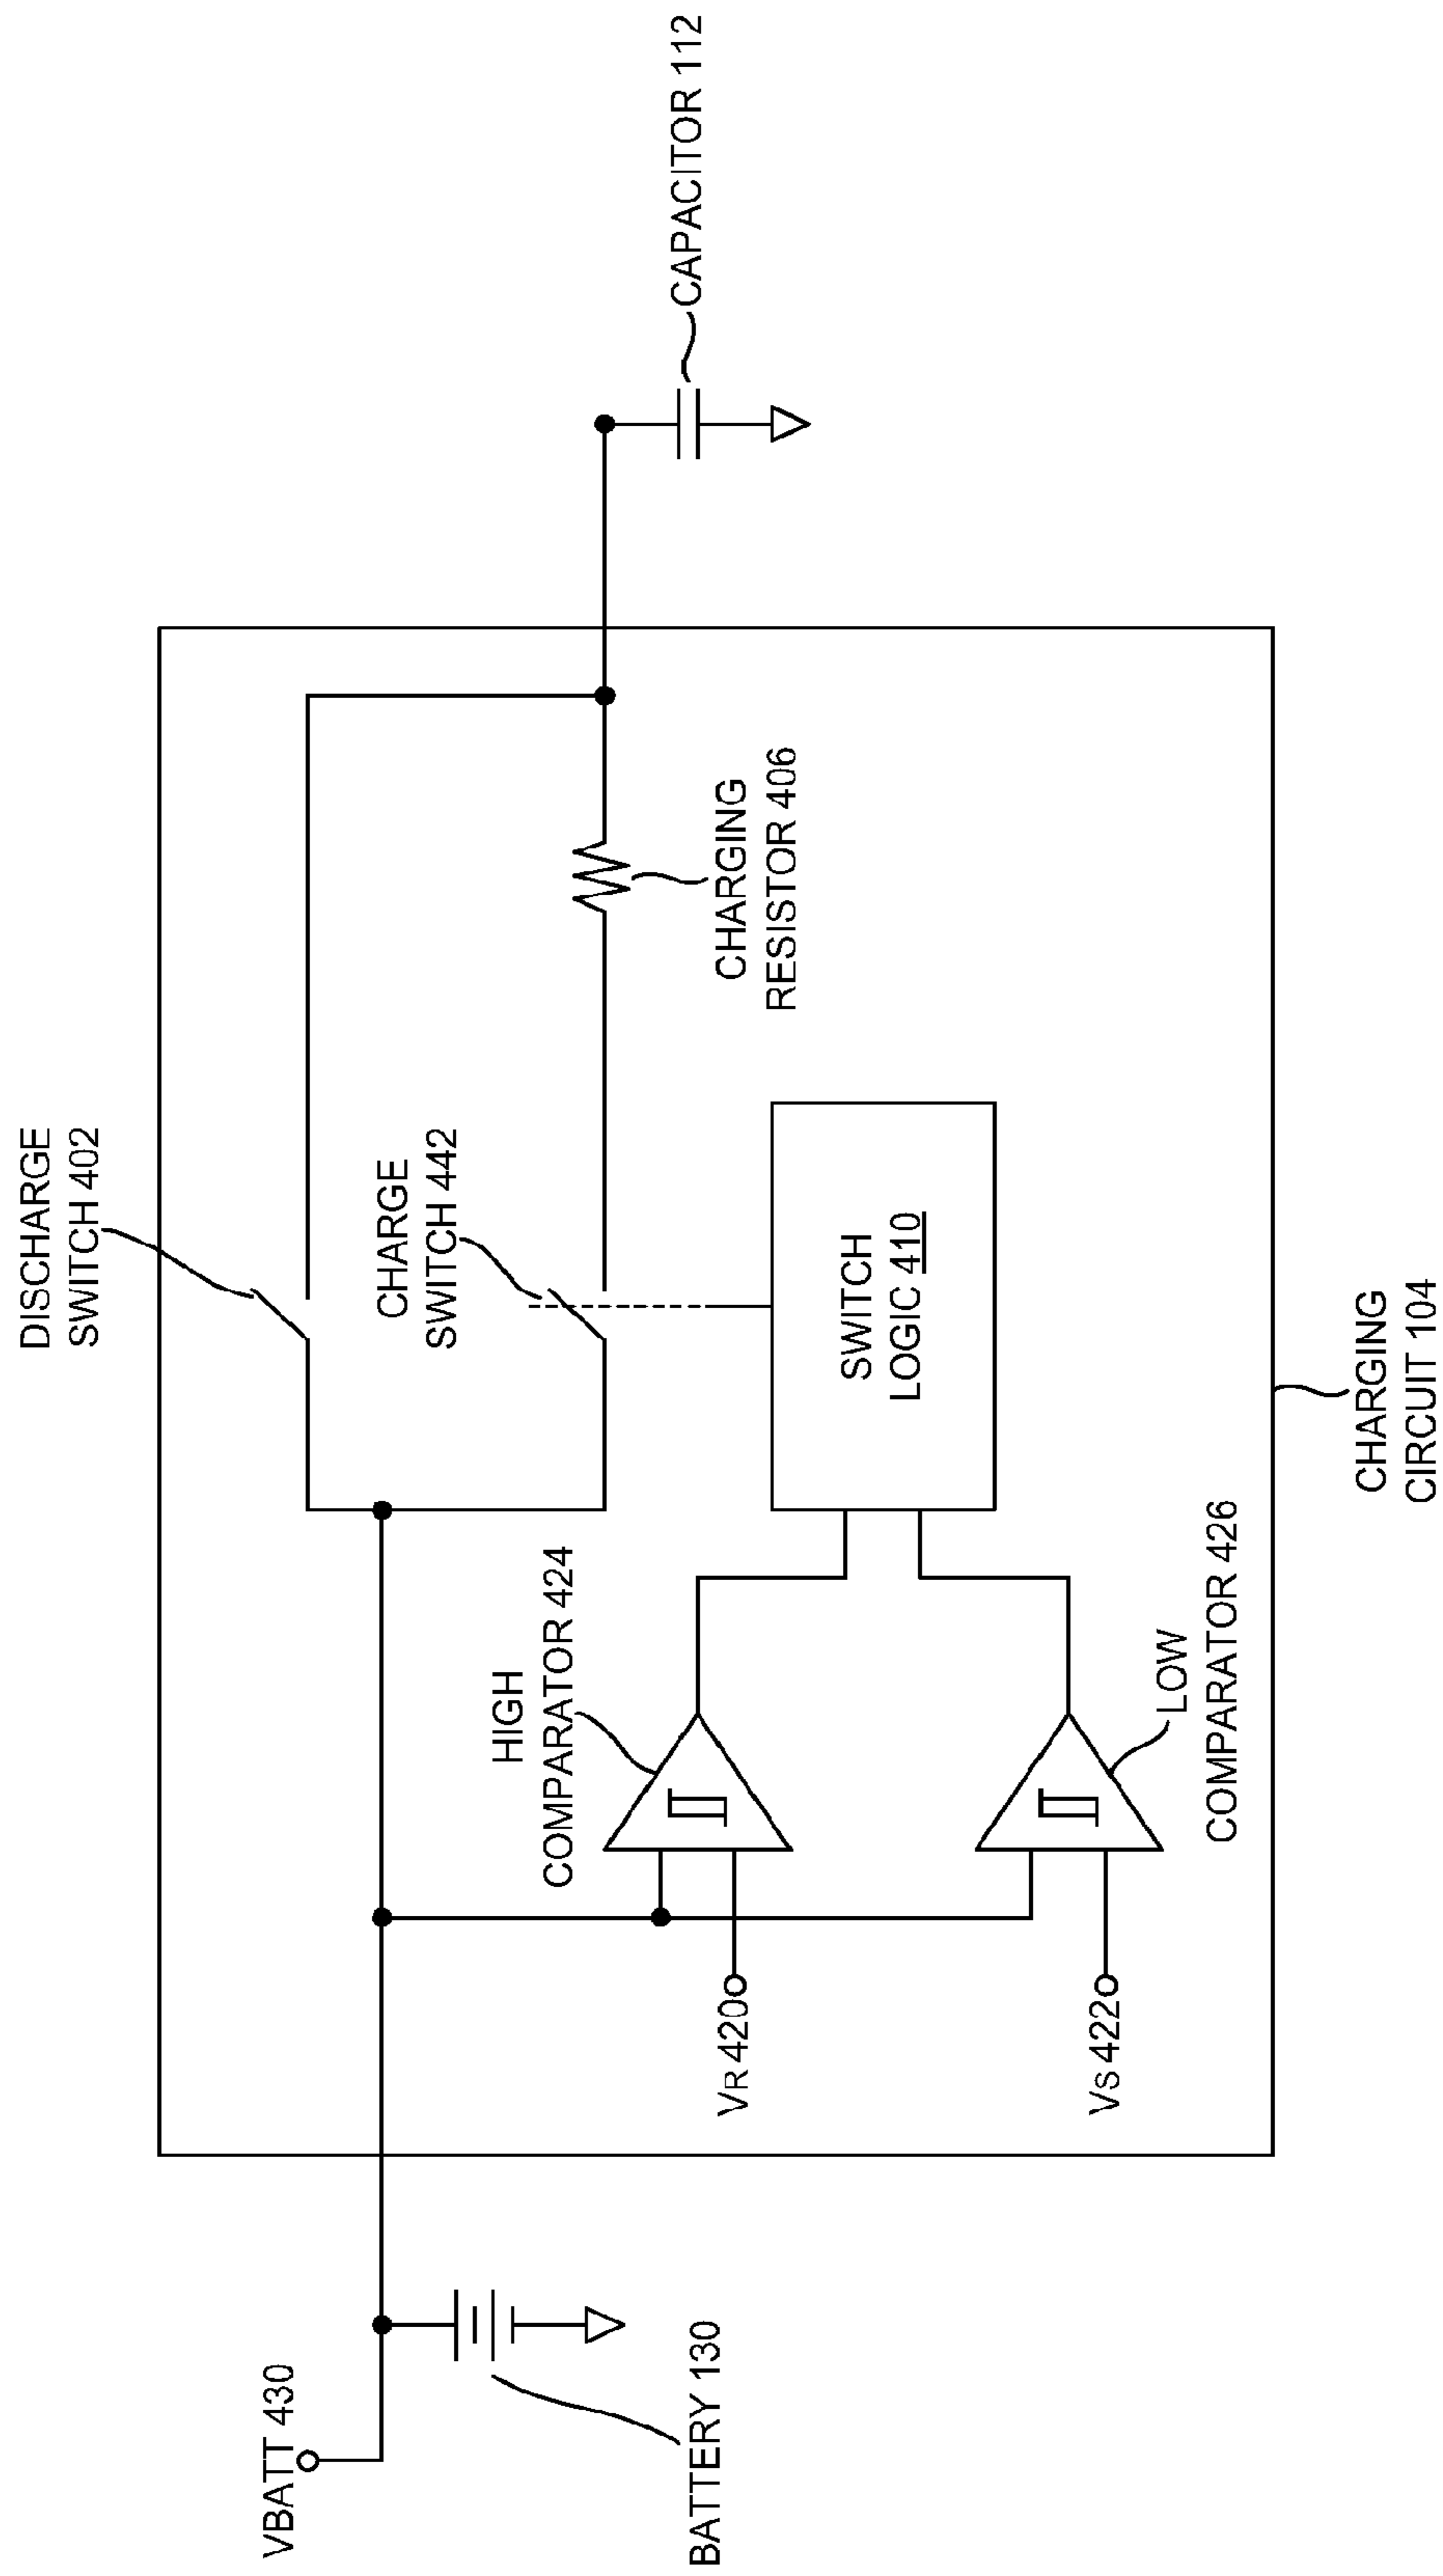 DISCHARGE
SWITCH 402
CHARGE
SWITCH 442
CAPACITOR 112
CHARGING
RESISTOR 406
SWITCH
LOGIC 410
HIGH
COMPARATOR 424
LOW
COMPARATOR 426
VR 420
VS 422
VBATT 430
BATTERY 130
CHARGING
CIRCUIT 104